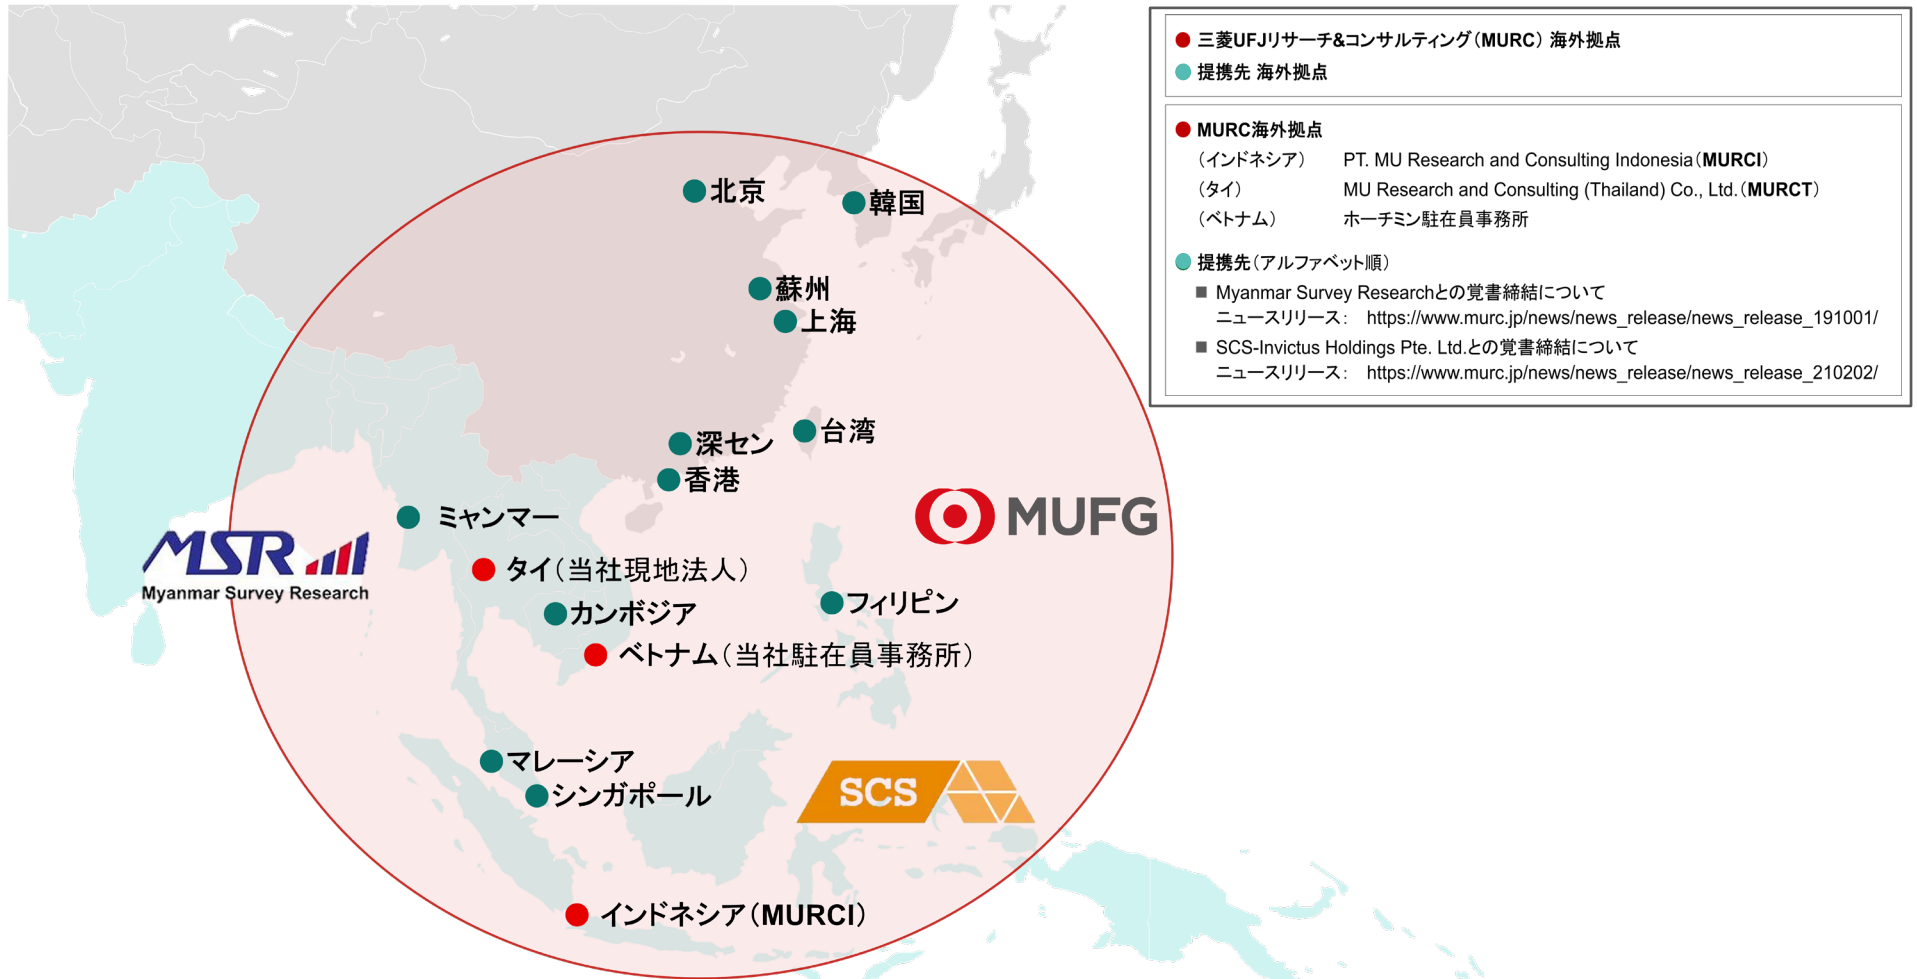 三菱UFJリサーチ&コンサルティング(MURC) 海外拠点
提携先 海外拠点
MURC海外拠点
(インドネシア) PT. MU Research and Consulting Indonesia(MURCI)
(タイ) MU Research and Consulting (Thailand) Co., Ltd.(MURCT)
(ベトナム) ホーチミン駐在員事務所
提携先(アルファベット順)
Myanmar Survey Researchとの覚書締結について
ニュースリリース: https://www.murc.jp/news/news_release/news_release_191001/
SCS-Invictus Holdings Pte. Ltd.との覚書締結について
ニュースリリース: https://www.murc.jp/news/news_release/news_release_210202/
北京
韓国
蘇州
上海
台湾
深セン
香港
ミャンマー
MUFG
MSR
Myanmar Survey Research
タイ(当社現地法人)
カンボジア
フィリピン
ベトナム(当社駐在員事務所)
マレーシア
シンガポール
SCS
インドネシア(MURCI)